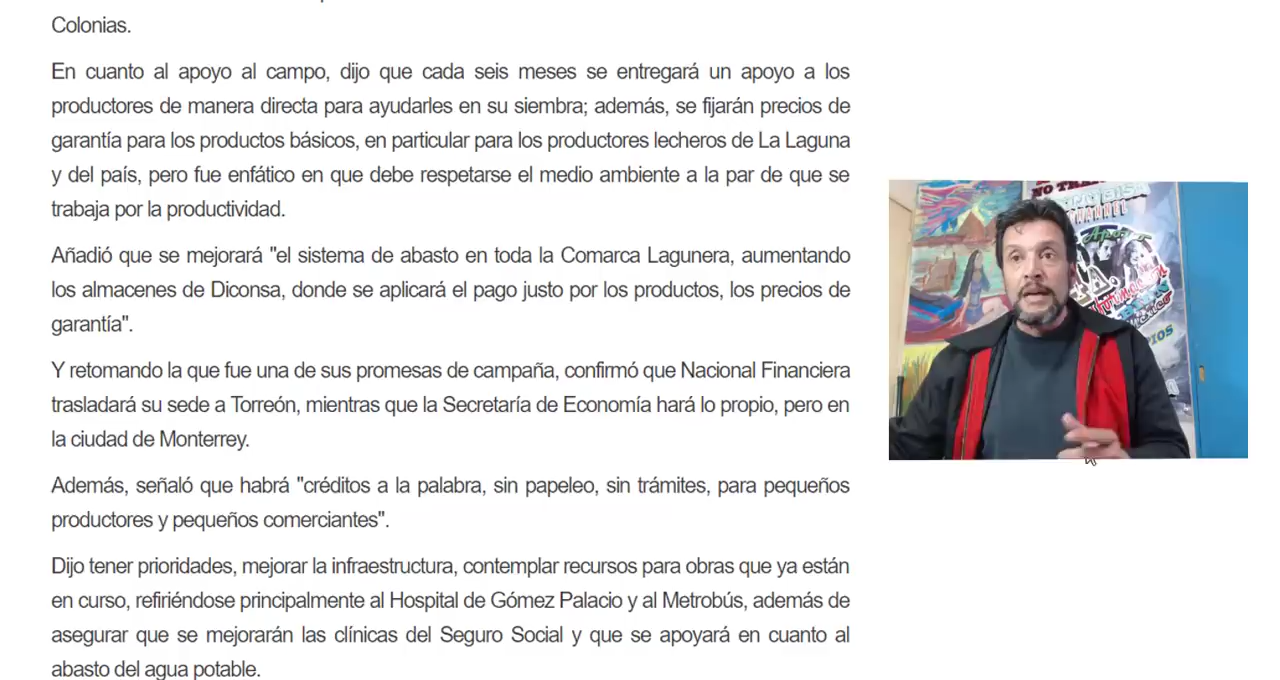 Colonias.
En cuanto al apoyo al campo, dijo que cada seis meses se entregará un apoyo a los
productores de manera directa para ayudarles en su siembra; además, se fijarán precios de
garantía para los productos básicos, en particular para los productores lecheros de La Laguna
y del país, pero fue enfático en que debe respetarse el medio ambiente a la par de que se
trabaja por la productividad.
Añadió que se mejorará "el sistema de abasto en toda la Comarca Lagunera, aumentando
los almacenes de Diconsa, donde se aplicará el pago justo por los productos, los precios de
garantía".
Y retomando la que fue una de sus promesas de campaña, confirmó que Nacional Financiera
trasladará su sede a Torreón, mientras que la Secretaría de Economía hará lo propio, pero en
la ciudad de Monterrey.
Además, señaló que habrá "créditos a la palabra, sin papeleo, sin trámites, para pequeños
productores y pequeños comerciantes".
Dijo tener prioridades, mejorar la infraestructura, contemplar recursos para obras que ya están
en curso, refiriéndose principalmente al Hospital de Gómez Palacio y al Metrobús, además de
asegurar que se mejorarán las clínicas del Seguro Social y que se apoyará en cuanto al
abasto del agua potable.
NO